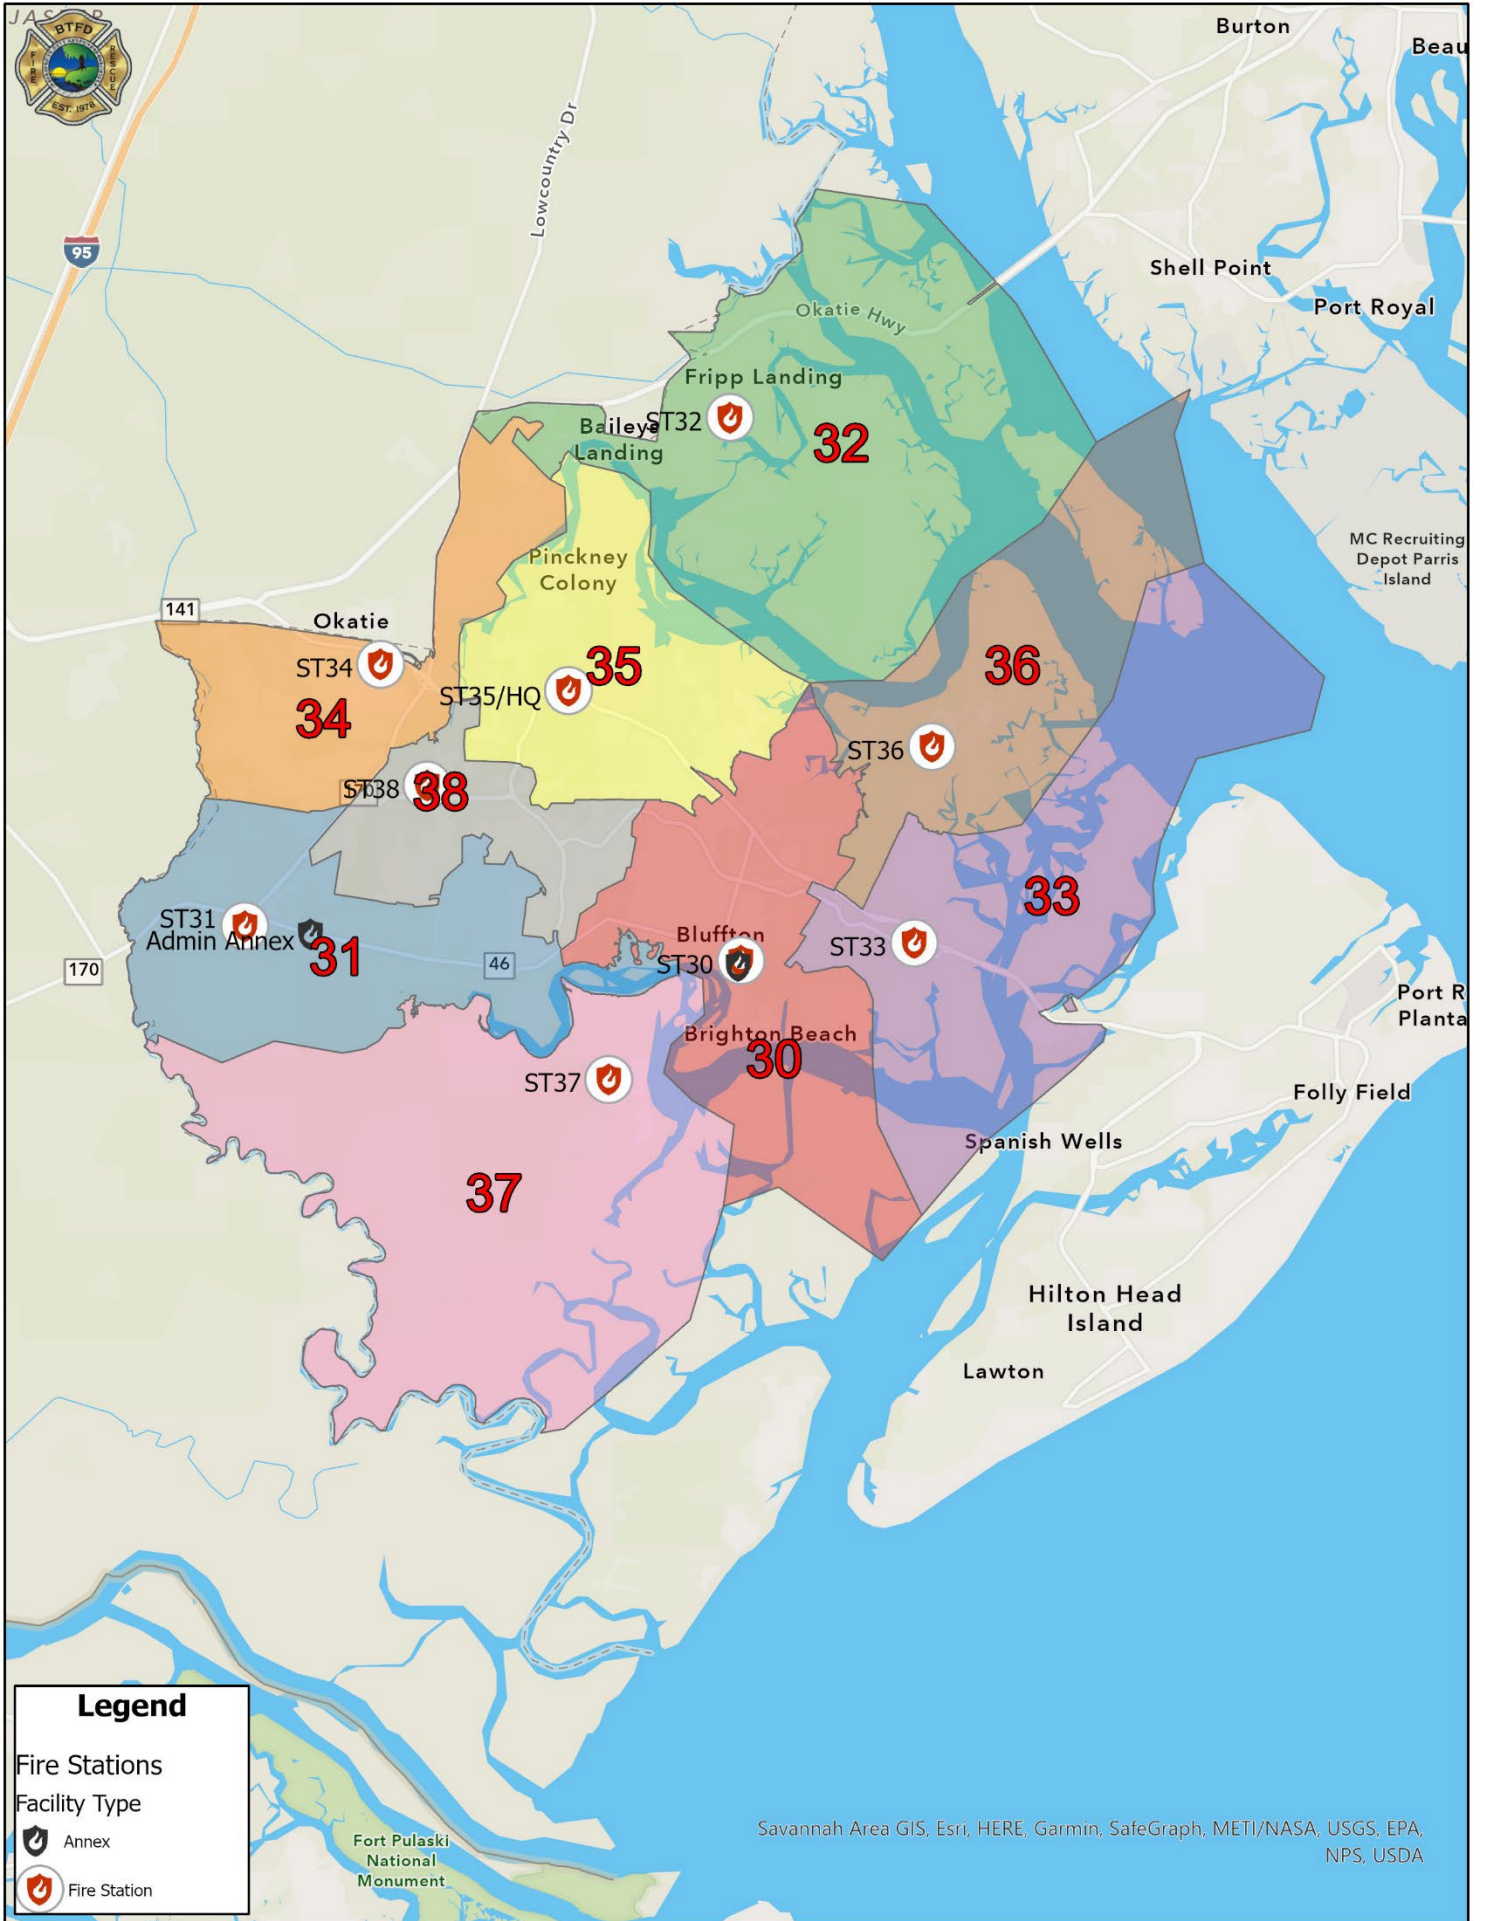 BTFD
FIRE
RESCUE
EST. 1976
Burton
Beau
Lowcountry Dr
95
Shell Point
Port Royal
Okatie Hwy
Fripp Landing
ST32
32
Baileys
Landing
MC Recruiting
Depot Parris
Island
Pinckney
Colony
141
Okatie
ST34
34
35
ST35/HQ
36
ST36
ST38
38
33
ST31
Admin Annex
31
170
46
Bluffton
ST30
ST33
Port R
Planta
Brighton Beach
30
ST37
Folly Field
Spanish Wells
37
Hilton Head
Island
Lawton
Legend
Fire Stations
Facility Type
Annex
Fire Station
Fort Pulaski
National
Monument
Savannah Area GIS, Esri, HERE, Garmin, SafeGraph, METI/NASA, USGS, EPA,
NPS, USDA